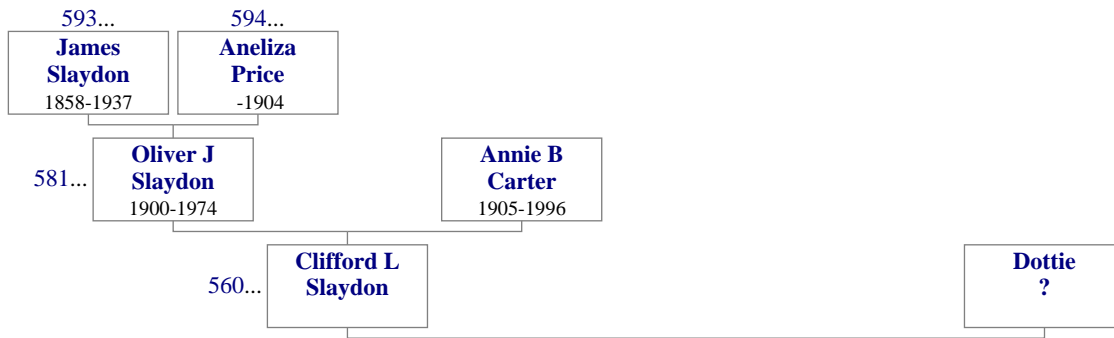 593... 594...
James Aneliza
Slaydon Price
1858-1937 -1904
Oliver J Annie B
581... Slaydon Carter
1900-1974 1905-1996
Clifford L Dottie
560... Slaydon ?